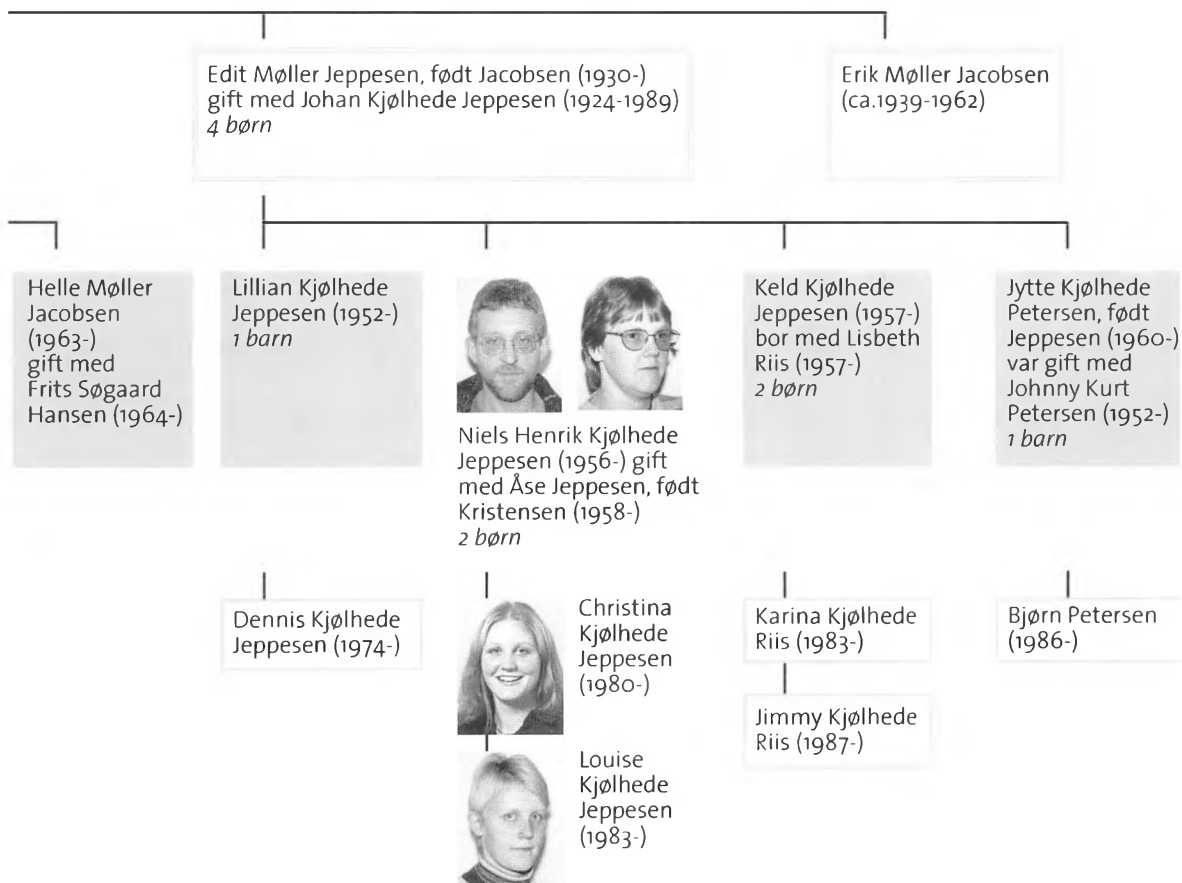 Edit Møller Jeppesen, født Jacobsen (1930-)
gift med Johan Kjølhede Jeppesen (1924-1989)
4 børn
Erik Møller Jacobsen
(ca.1939-1962)
Helle Møller
Jacobsen
(1963-)
gift med
Frits Søgaard
Hansen (1964-)
Lillian Kjølhede
Jeppesen (1952-)
1 barn
Niels Henrik Kjølhede
Jeppesen (1956-) gift
med Åse Jeppesen, født
Kristensen (1958-)
2 børn
Keld Kjølhede
Jeppesen (1957-)
bor med Lisbeth
Riis (1957-)
2 børn
Jytte Kjølhede
Petersen, født
Jeppesen (1960-)
var gift med
Johnny Kurt
Petersen (1952-)
1 barn
Dennis Kjølhede
Jeppesen (1974-)
Christina
Kjølhede
Jeppesen
(1980-)
Louise
Kjølhede
Jeppesen
(1983-)
Karina Kjølhede
Riis (1983-)
Jimmy Kjølhede
Riis (1987-)
Bjørn Petersen
(1986-)